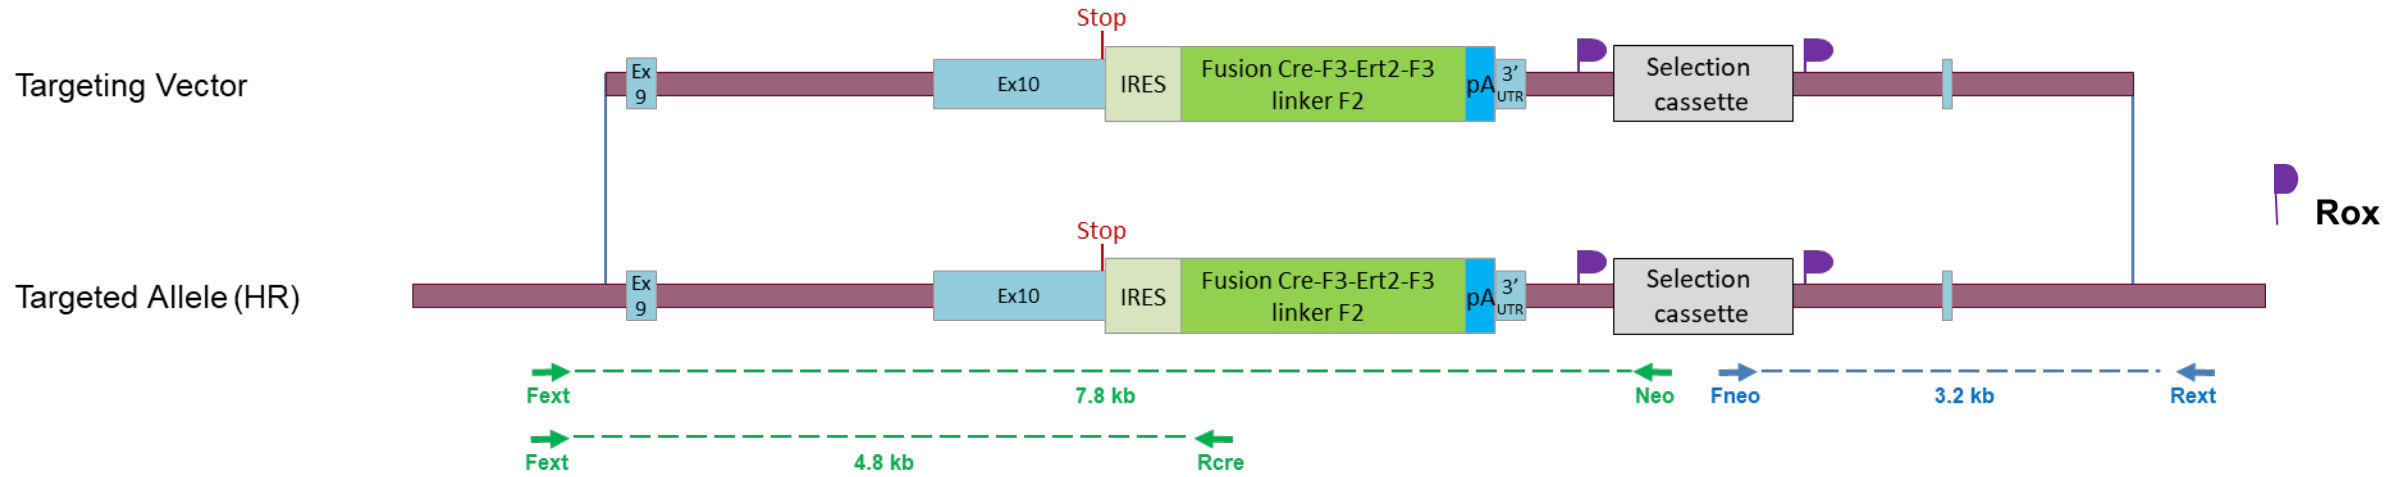 Stop
Targeting Vector
Ex
9
Ex10
IRES
Fusion Cre-F3-Ert2-F3
linker F2
pA
3’
UTR
Selection
cassette
Rox
Stop
Targeted Allele (HR)
Ex
9
Ex10
IRES
Fusion Cre-F3-Ert2-F3
linker F2
pA
3’
UTR
Selection
cassette
Fext
7.8 kb
Neo
Fneo
3.2 kb
Rext
Fext
4.8 kb
Rcre